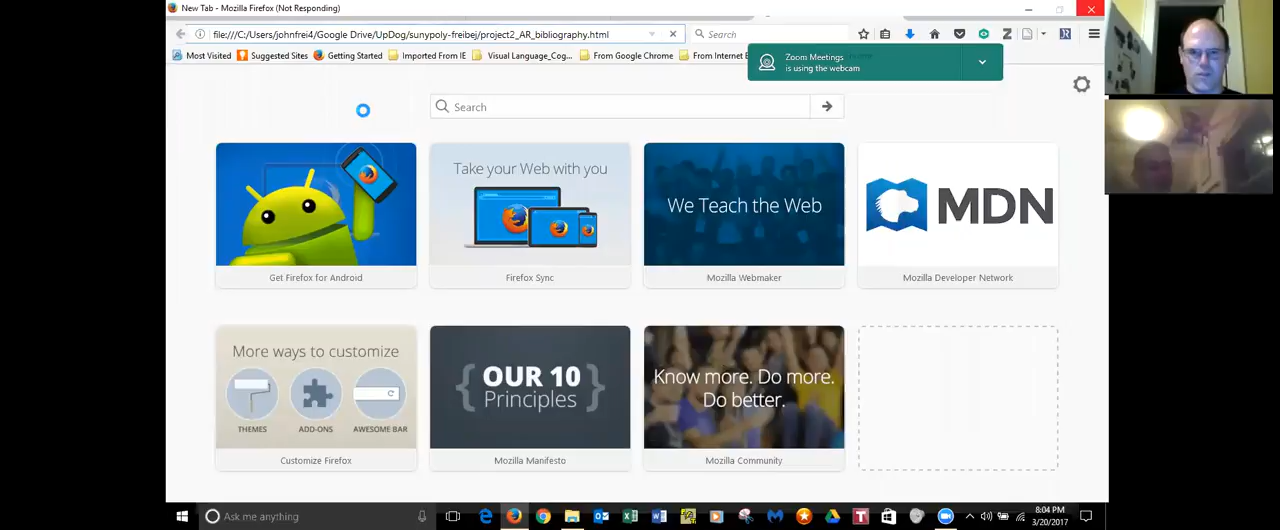 New Tab - Mozilla Firefox (Not Responding)
file:///C:/Users/johnfrei4/Google Drive/UpDog/sunypoly-freibej/project2_AR_bibliography.html
Search
Most Visited
Suggested Sites
Getting Started
Imported From IE
Visual Language_Cog...
From Google Chrome
From Internet E
Zoom Meetings
is using the webcam
Search
Take your Web with you
We Teach the Web
MDN
Get Firefox for Android
Firefox Sync
Mozilla Webmaker
Mozilla Developer Network
More ways to customize
THEMES
ADD-ONS
AWESOME BAR
{ OUR 10
Principles }
Know more. Do more.
Do better.
Customize Firefox
Mozilla Manifesto
Mozilla Community
Ask me anything
8:04 PM
3/20/2017